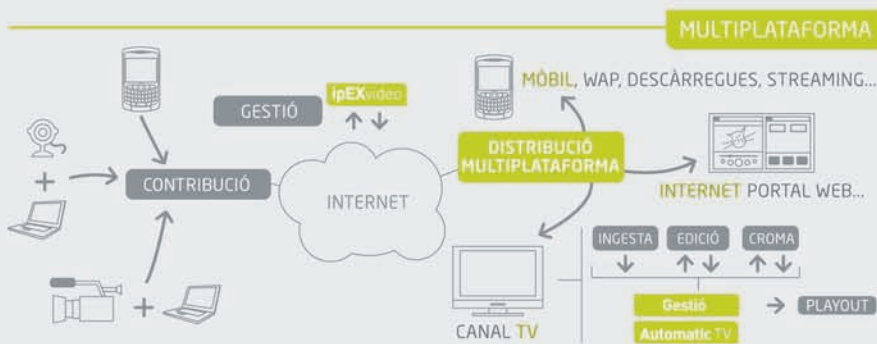 MULTIPLATAFORMA
MÒBIL, WAP, DESCÀRREGUES, STREAMING...
ipEXvideo
GESTIÓ
DISTRIBUCIÓ
MULTIPLATAFORMA
CONTRIBUCIÓ
INTERNET
INTERNET PORTAL WEB...
INGESTA
EDICIÓ
CROMA
Gestió
PLAYOUT
Automatic TV
CANAL TV